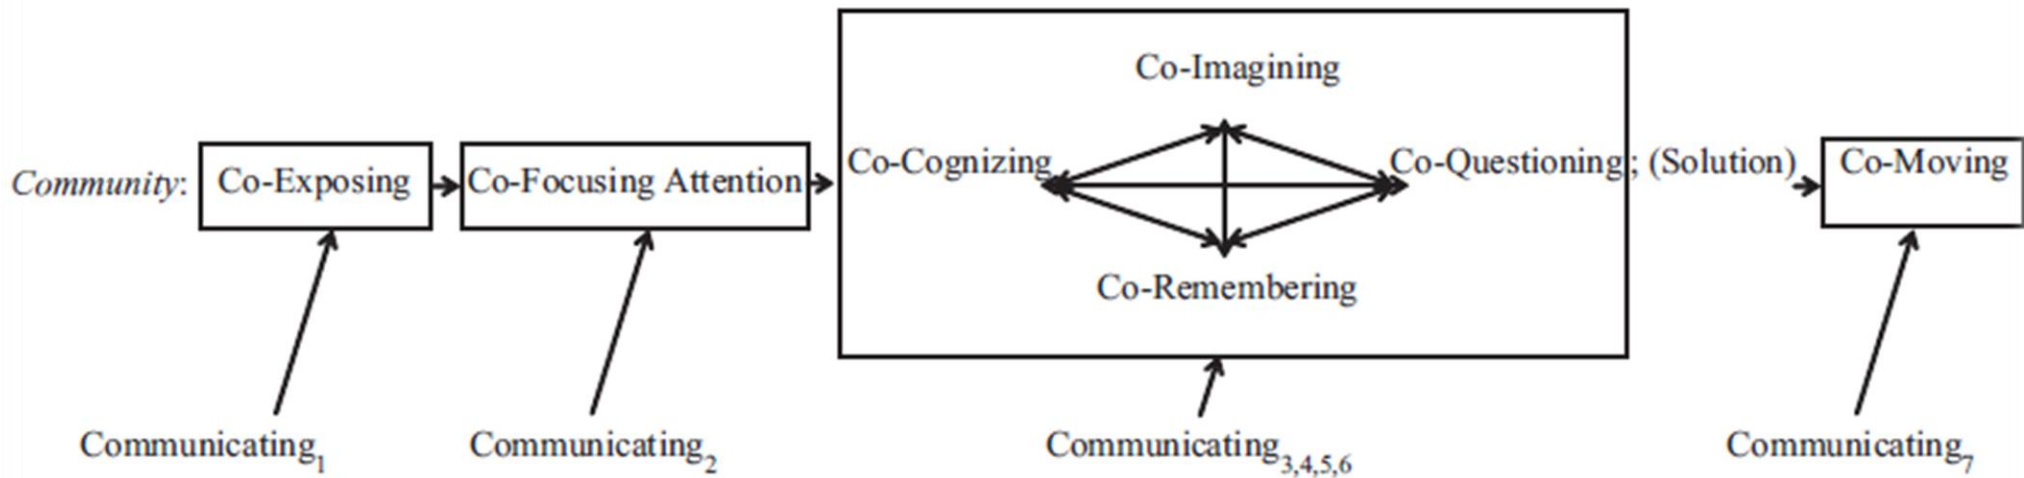 Co-Imagining
Community: Co-Exposing Co-Focusing Attention Co-Cognizing Co-Questioning; (Solution) Co-Moving
Co-Remembering
Communicating1 Communicating2 Communicating3,4,5,6 Communicating7